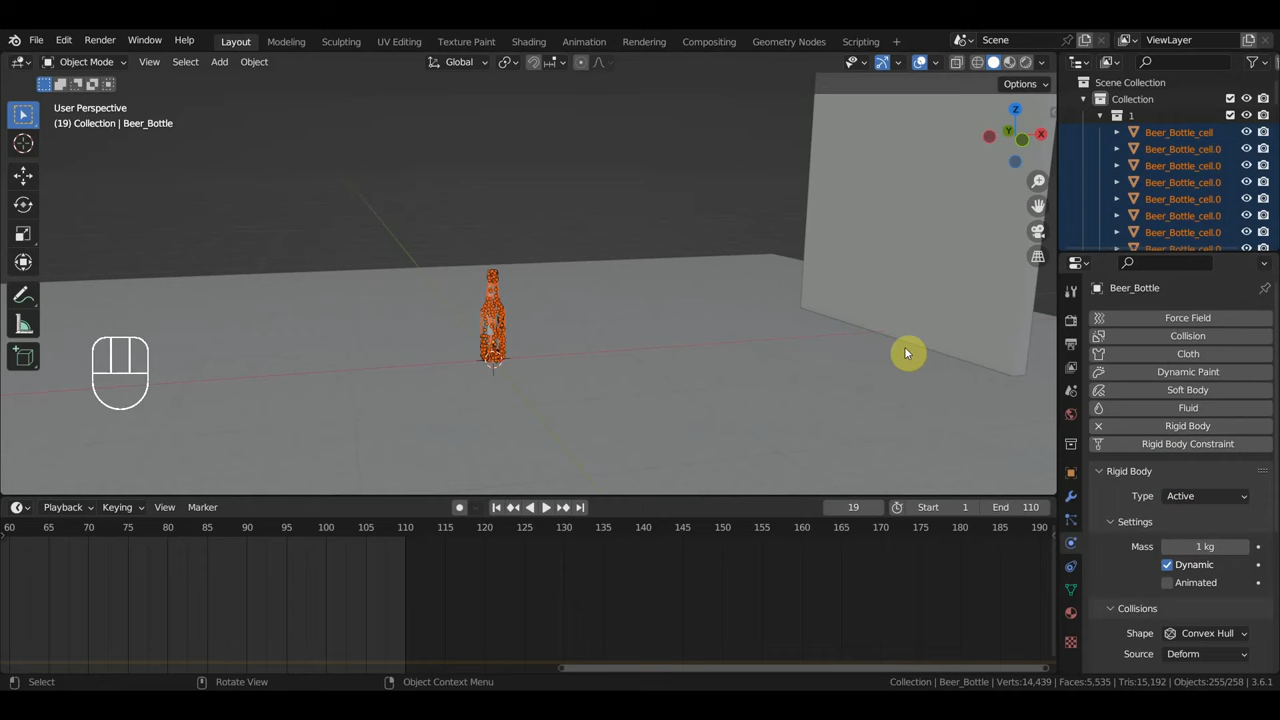 File Edit Render Window Help
Layout Modeling Sculpting UV Editing Texture Paint Shading Animation Rendering Compositing Geometry Nodes Scripting +
Scene ViewLayer
Object Mode View Select Add Object
Global
Options
User Perspective
(19) Collection | Beer_Bottle
Z
Y
X
Scene Collection
Collection
1
Beer_Bottle_cell
Beer_Bottle_cell.0
Beer_Bottle_cell.0
Beer_Bottle_cell.0
Beer_Bottle_cell.0
Beer_Bottle_cell.0
Beer_Bottle_cell.0
Beer_Bottle_cell.0
Beer_Bottle
Force Field
Collision
Cloth
Dynamic Paint
Soft Body
Fluid
Rigid Body
Rigid Body Constraint
Rigid Body
Type Active
Settings
Mass 1 kg
Dynamic
Animated
Collisions
Shape Convex Hull
Source Deform
Playback Keying View Marker
19 Start 1 End 110
60 65 70 75 80 85 90 95 100 105 110 115 120 125 130 135 140 145 150 155 160 165 170 175 180 185 190
Select Rotate View Object Context Menu
Collection | Beer_Bottle | Verts:14,439 | Faces:5,535 | Tris:15,192 | Objects:255/258 | 3.6.1